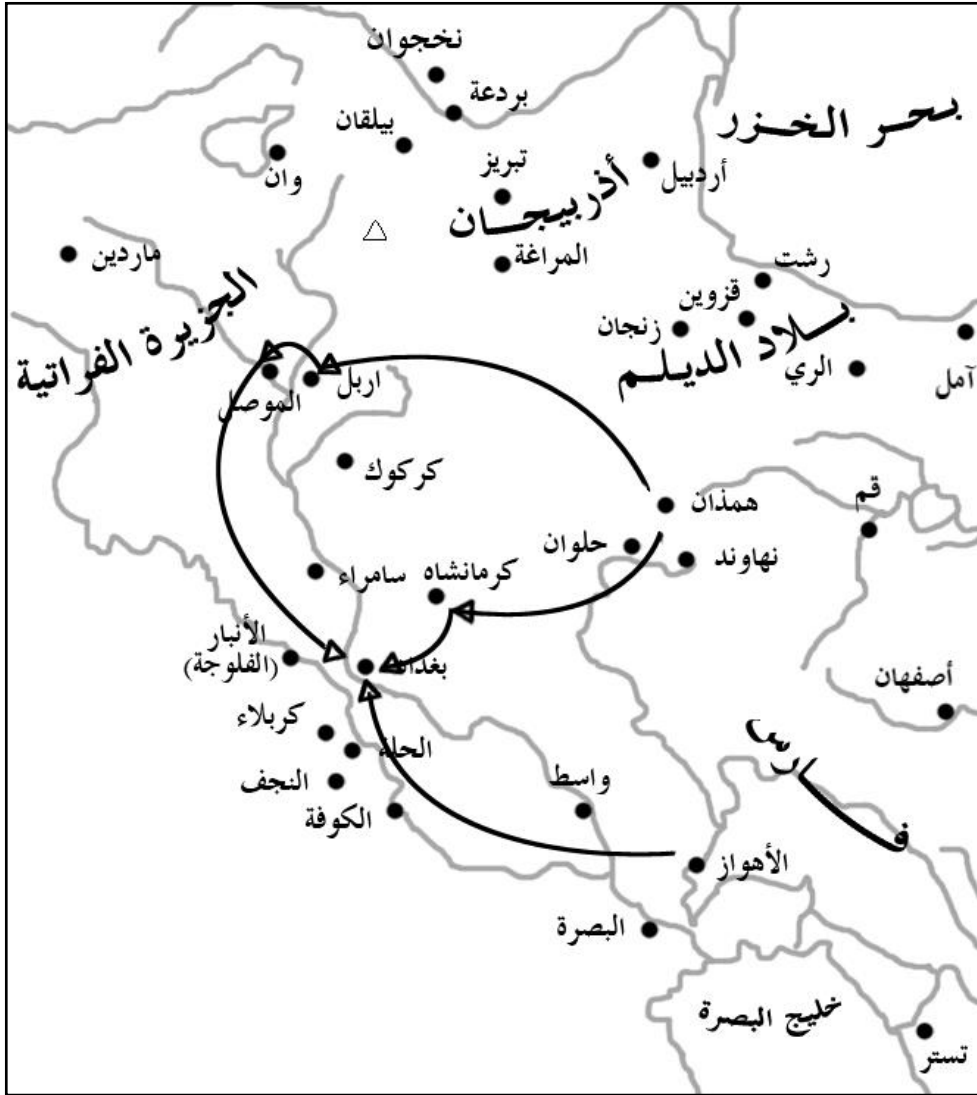 نخجوان
بردعة
بحر الخزر
بيلقان
وان
تبريز
أردبيل
أذربيجان
ماردين
المراغة
رشت
قزوين
الجزيرة الفراتية
زنجان
بلاد الديلم
الري
آمل
اربل
الموصل
كركوك
همذان
قم
حلوان
نهاوند
كرمانشاه
سامراء
الأنبار
(الفلوجة)
بغداد
أصفهان
كربلاء
الحلة
النجف
واسط
فارس
الكوفة
الأهواز
البصرة
خليج البصرة
تستر